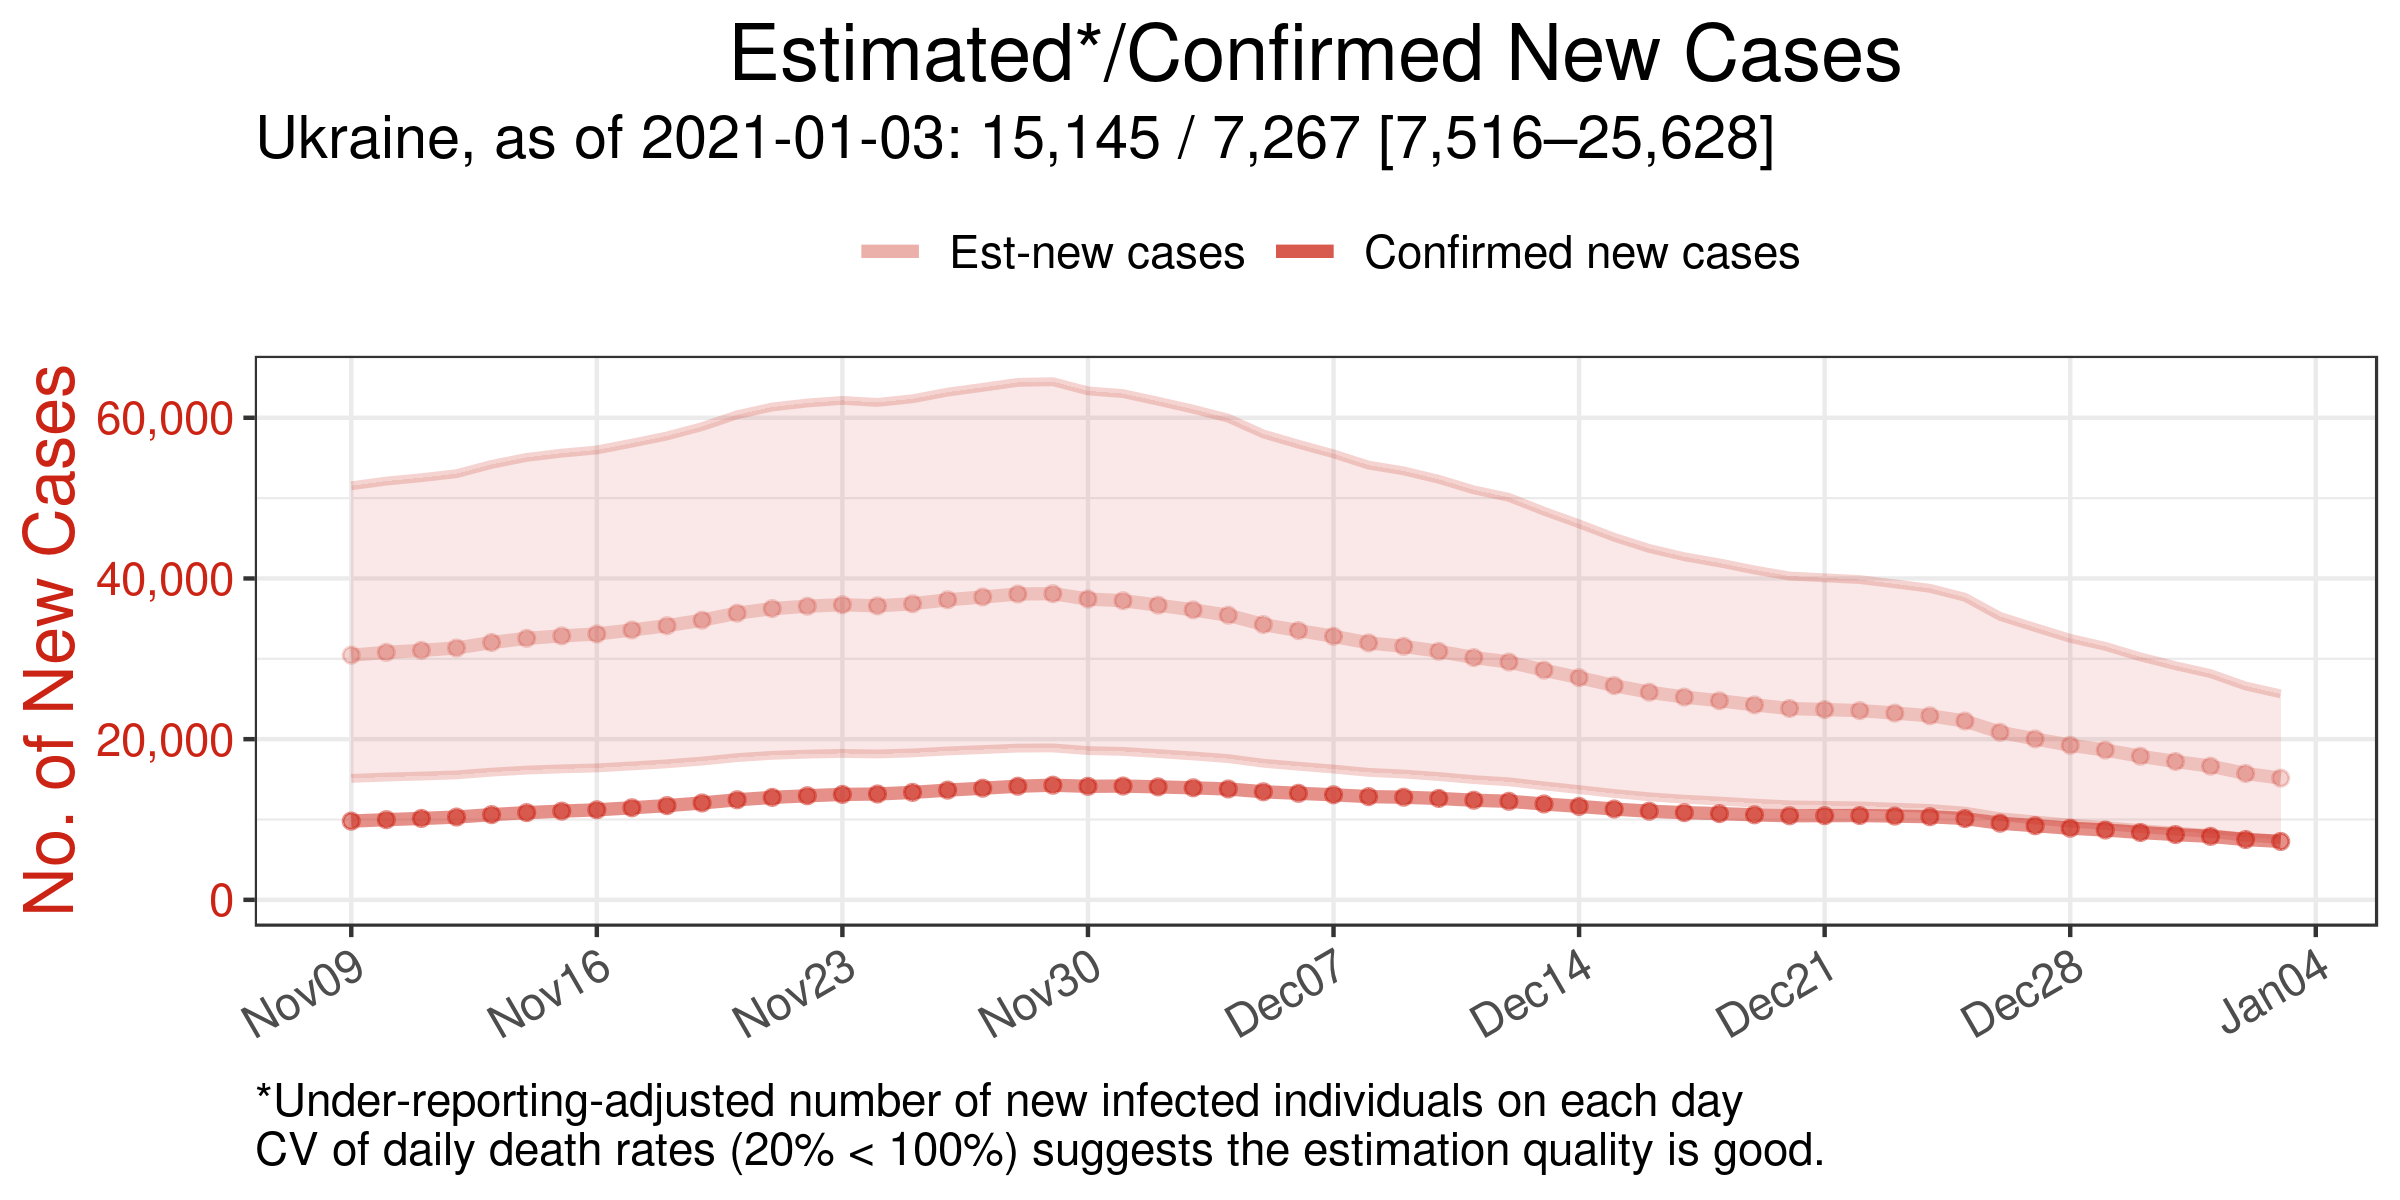 Estimated*/Confirmed New Cases
Ukraine, as of 2021-01-03: 15,145 / 7,267 [7,516–25,628]
Est-new cases
Confirmed new cases
No. of New Cases
60,000
40,000
20,000
0
Nov09
Nov16
Nov23
Nov30
Dec07
Dec14
Dec21
Dec28
Jan04
*Under-reporting-adjusted number of new infected individuals on each day
CV of daily death rates (20% < 100%) suggests the estimation quality is good.